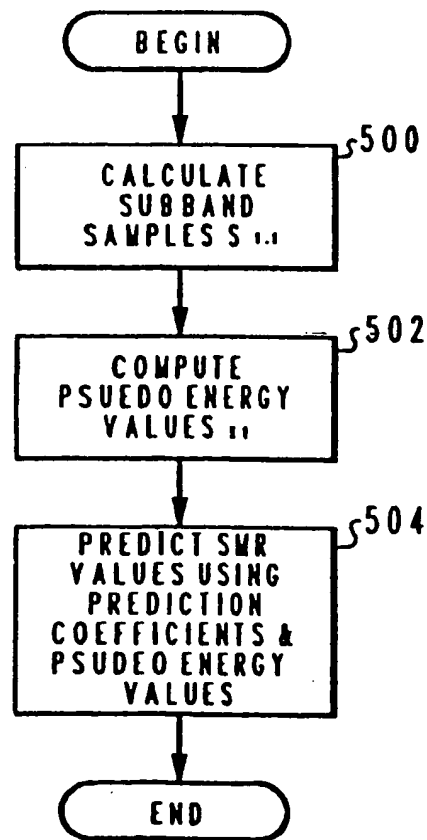 BEGIN
500
CALCULATE
SUBBAND
SAMPLES S
502
COMPUTE
PSUEDO ENERGY
VALUES
504
PREDICT SMR
VALUES USING
PREDICTION
COEFFICIENTS &
PSUDEO ENERGY
VALUES
END